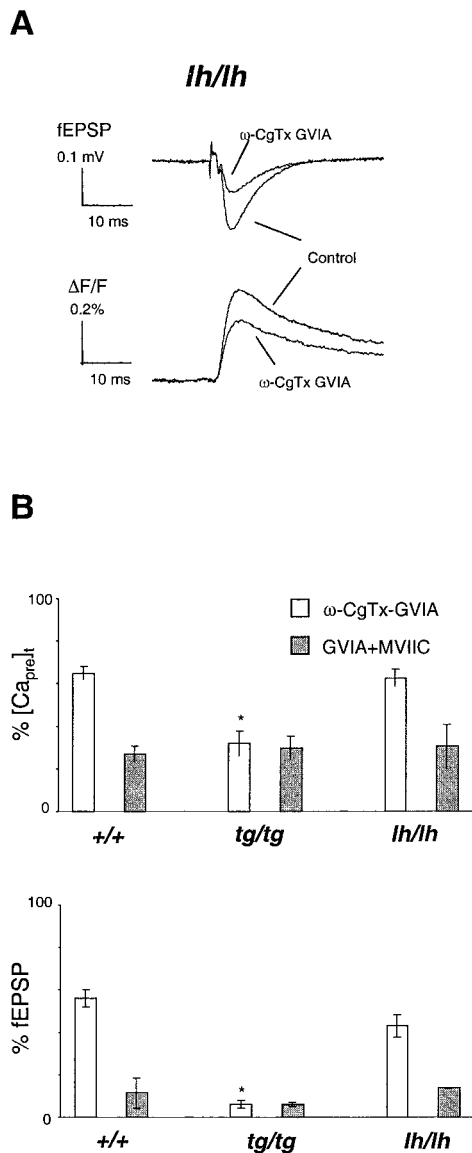 A
lh/lh
fEPSP
ω-CgTx GVIA
0.1 mV
10 ms
Control
ΔF/F
0.2%
10 ms
ω-CgTx GVIA
B
100
ω-CgTx-GVIA
GVIA+MVIIC
% [Capre]t
*
0
+/+ tg/tg lh/lh
100
% fEPSP
*
0
+/+ tg/tg lh/lh